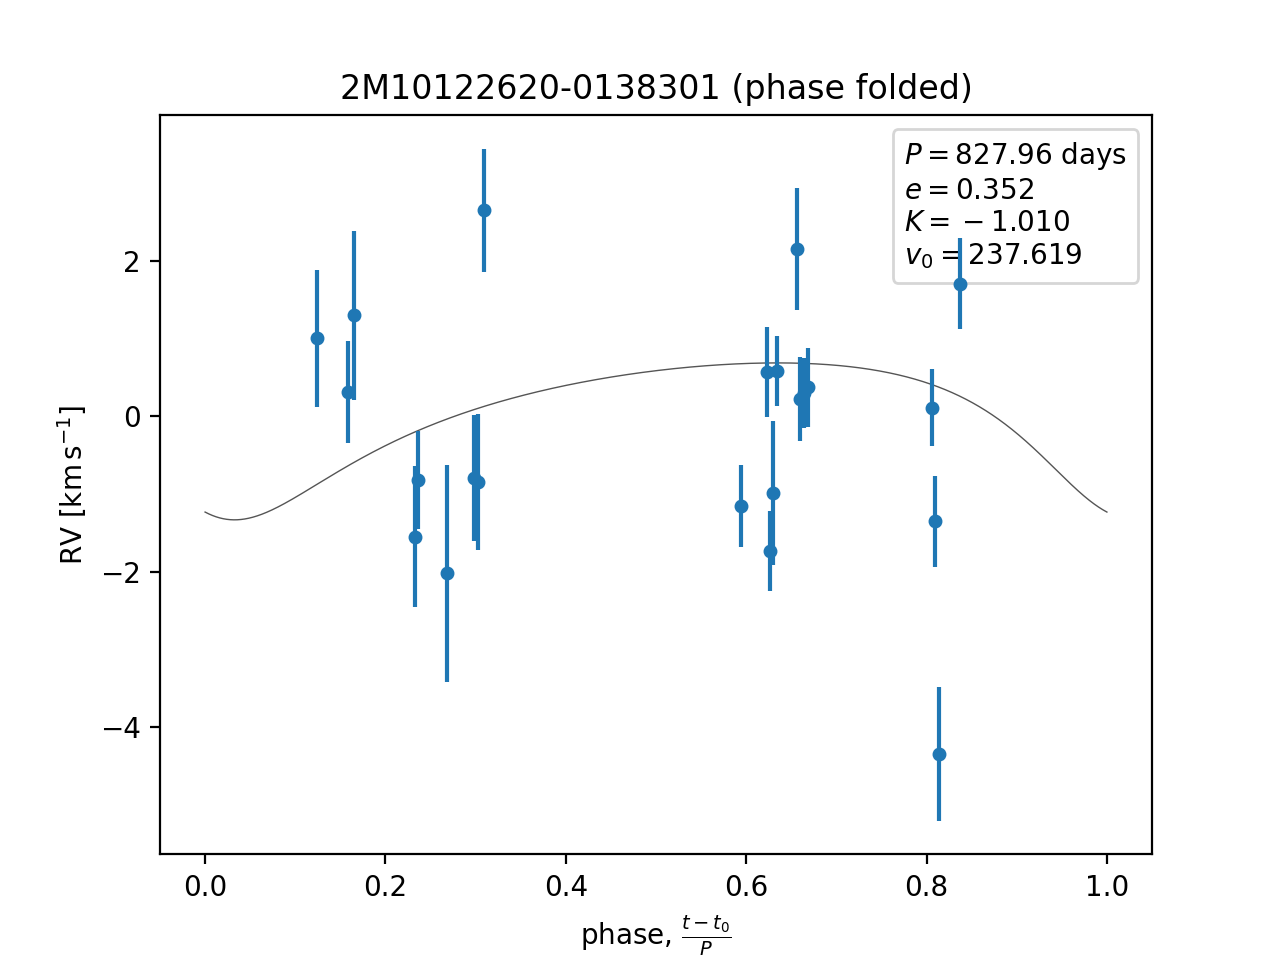 2M10122620-0138301 (phase folded)
P = 827.96 days
e = 0.352
K = −1.010
v₀ = 237.619
RV [km s⁻¹]
2
0
−2
−4
0.0 0.2 0.4 0.6 0.8 1.0
phase, (t − t₀)/P